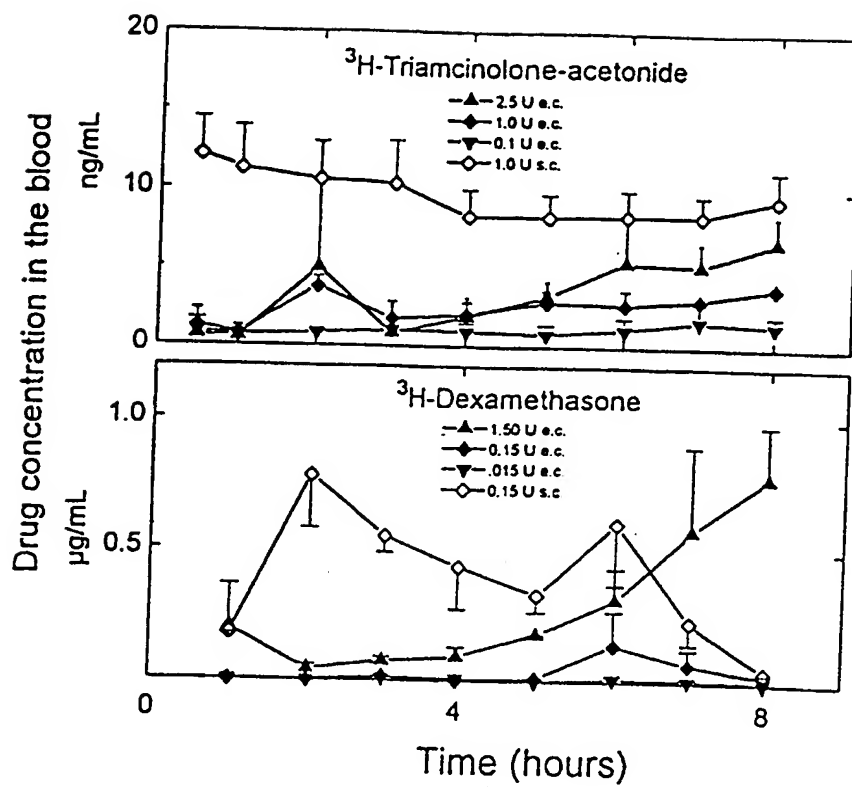 20
³H-Triamcinolone-acetonide
2.5 U e.c.
1.0 U e.c.
0.1 U e.c.
1.0 U s.c.
10
0
Drug concentration in the blood
ng/mL
µg/mL
³H-Dexamethasone
1.50 U e.c.
0.15 U e.c.
.015 U e.c.
0.15 U s.c.
1.0
0.5
0
4
8
Time (hours)